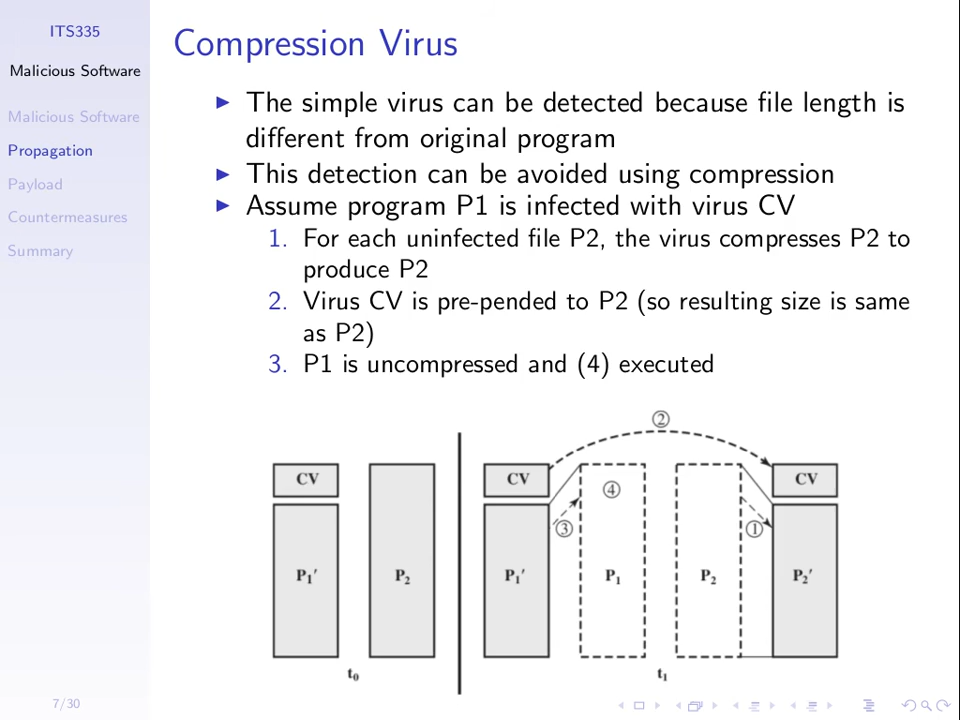 ITS335
Malicious Software
Malicious Software
Propagation
Payload
Countermeasures
Summary
7/30
Compression Virus
▶ The simple virus can be detected because file length is
different from original program
▶ This detection can be avoided using compression
▶ Assume program P1 is infected with virus CV
1. For each uninfected file P2, the virus compresses P2 to
produce P2
2. Virus CV is pre-pended to P2 (so resulting size is same
as P2)
3. P1 is uncompressed and (4) executed
②
CV CV CV
④
③ ①
P₁′ P₂ P₁′ P₁ P₂ P₂′
t₀ t₁